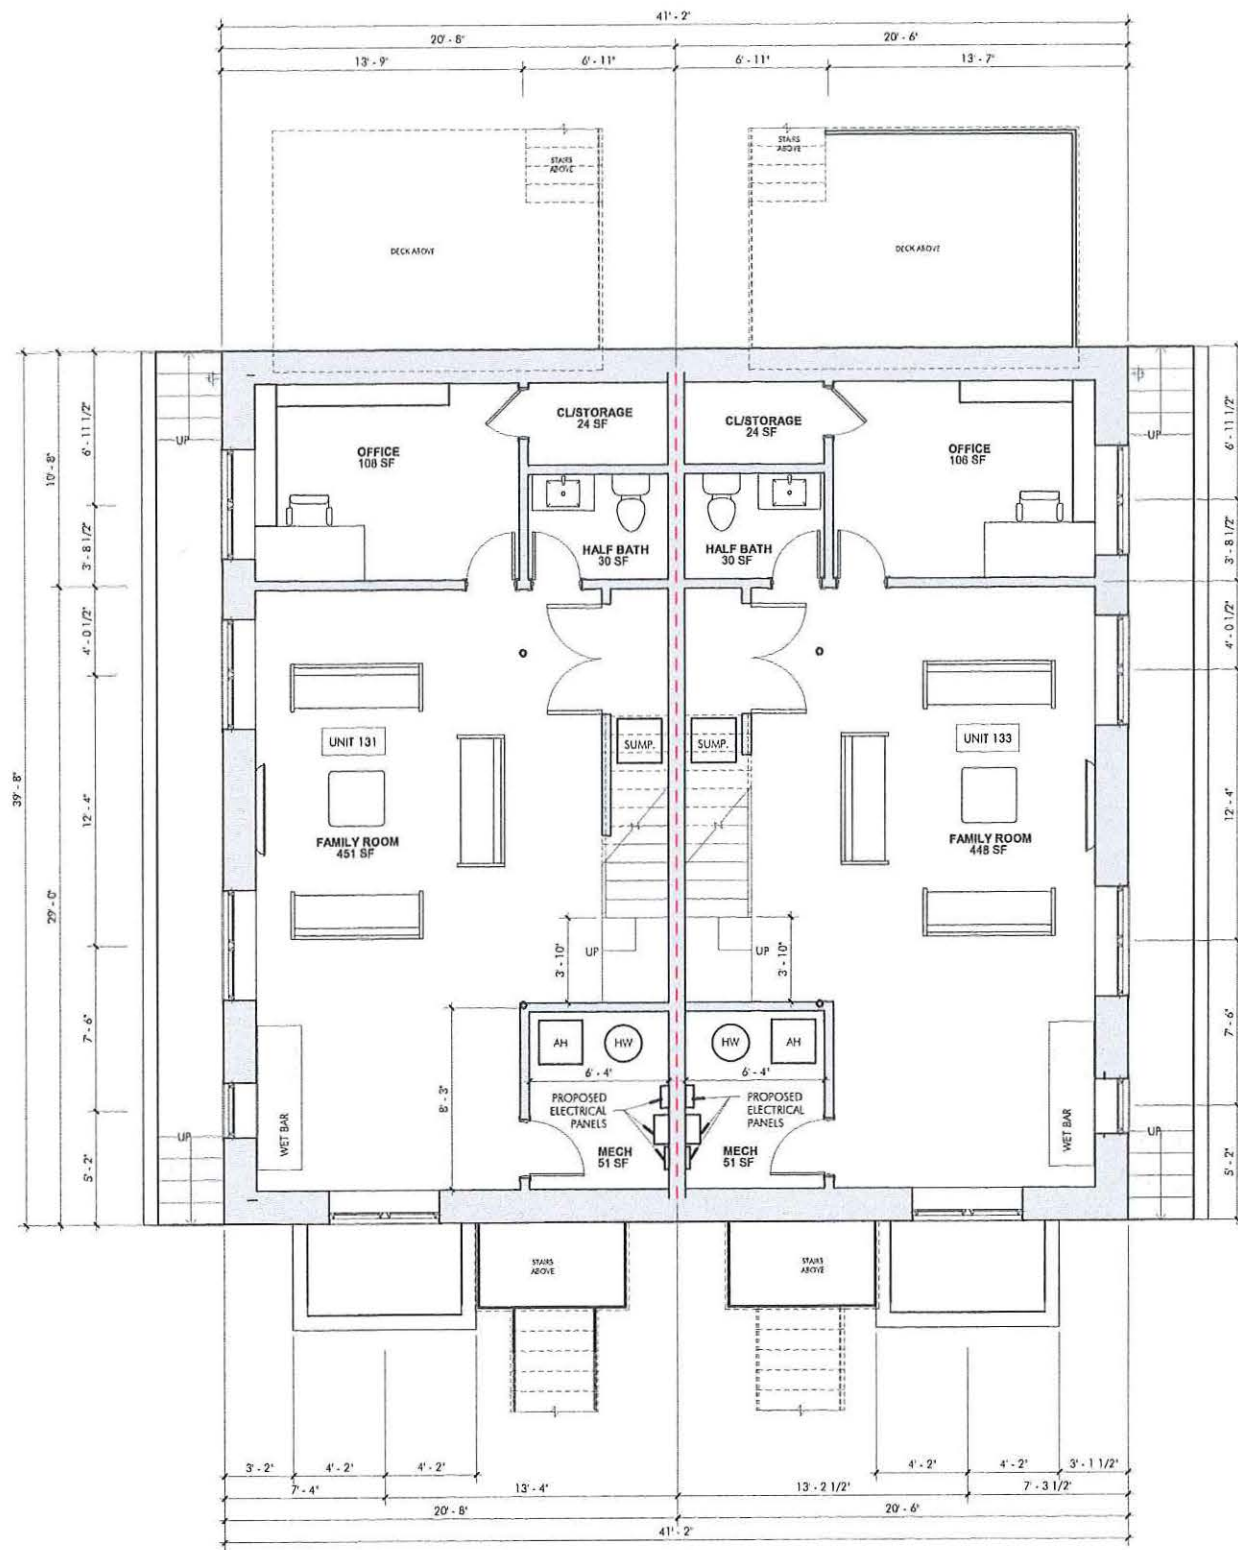 41' - 2"
20' - 8"
20' - 6"
13' - 9"
6' - 11"
6' - 11"
13' - 7"
STAIRS
ABOVE
STAIRS
ABOVE
DECK ABOVE
DECK ABOVE
UP
UP
CL/STORAGE
24 SF
CL/STORAGE
24 SF
OFFICE
108 SF
OFFICE
106 SF
HALF BATH
30 SF
HALF BATH
30 SF
6' - 11 1/2"
3' - 8 1/2"
10' - 8"
4' - 0 1/2"
39' - 8"
12' - 4"
29' - 0"
7' - 6"
5' - 2"
6' - 11 1/2"
3' - 8 1/2"
4' - 0 1/2"
12' - 4"
7' - 6"
5' - 2"
UNIT 131
UNIT 133
SUMP.
SUMP.
FAMILY ROOM
451 SF
FAMILY ROOM
448 SF
UP
UP
3' - 10"
3' - 10"
AH
HW
HW
AH
6' - 4"
6' - 4"
8' - 3"
PROPOSED
ELECTRICAL
PANELS
PROPOSED
ELECTRICAL
PANELS
WET BAR
WET BAR
MECH
51 SF
MECH
51 SF
UP
UP
STAIRS
ABOVE
STAIRS
ABOVE
3' - 2"
4' - 2"
4' - 2"
4' - 2"
4' - 2"
3' - 1 1/2"
7' - 4"
13' - 4"
13' - 2 1/2"
7' - 3 1/2"
20' - 8"
20' - 6"
41' - 2"